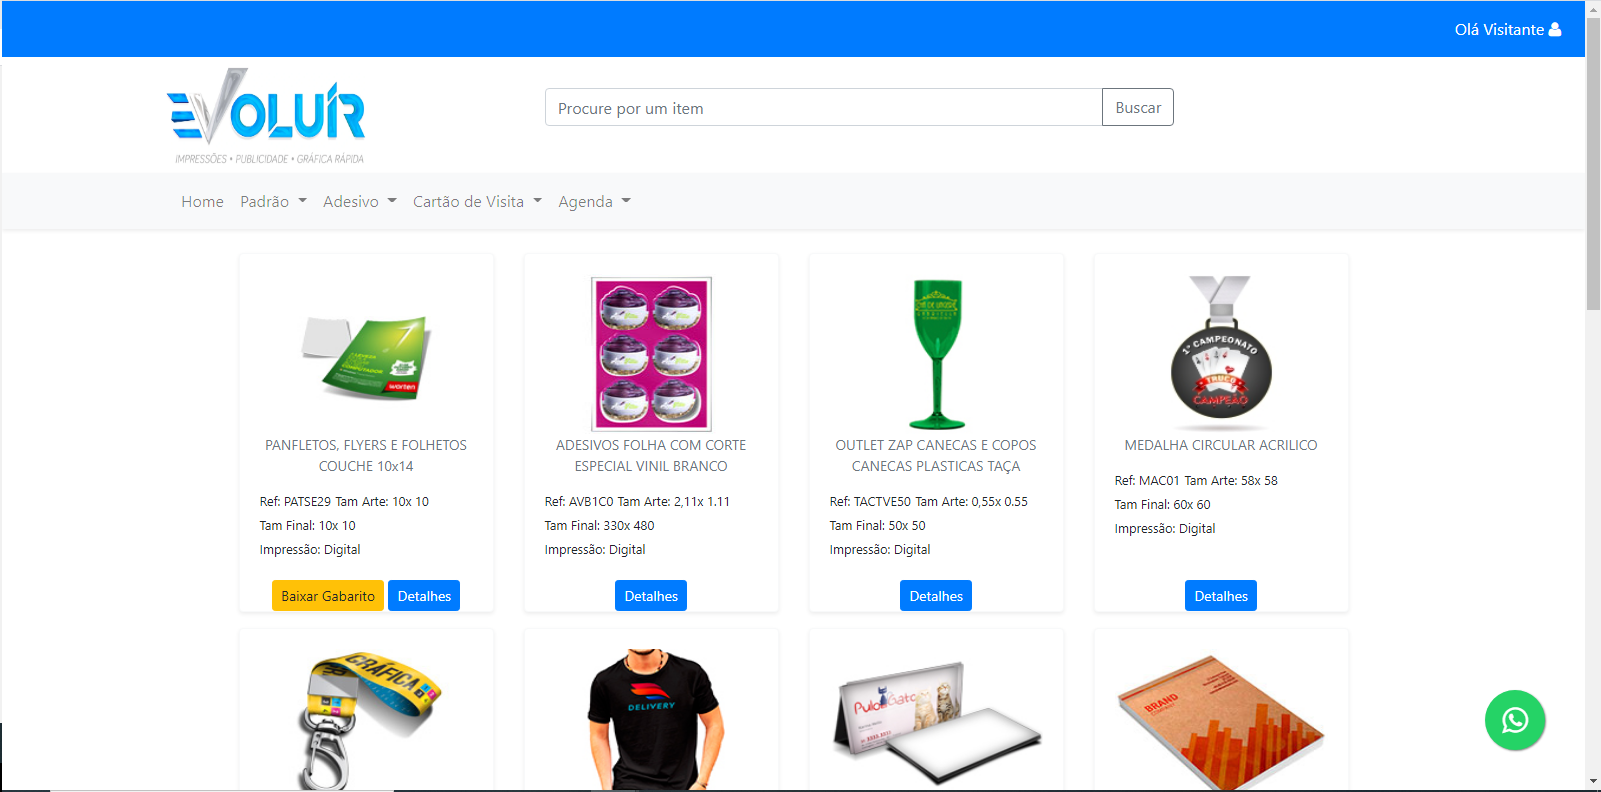 Olá Visitante
EVOLUIR
IMPRESSÕES • PUBLICIDADE • GRÁFICA RÁPIDA
Procure por um item
Buscar
Home Padrão Adesivo Cartão de Visita Agenda
worten
1º CAMPEONATO
TRUCO
CAMPEÃO
PANFLETOS, FLYERS E FOLHETOS
COUCHE 10x14
Ref: PATSE29 Tam Arte: 10x 10
Tam Final: 10x 10
Impressão: Digital
Baixar Gabarito Detalhes
ADESIVOS FOLHA COM CORTE
ESPECIAL VINIL BRANCO
Ref: AVB1C0 Tam Arte: 2,11x 1.11
Tam Final: 330x 480
Impressão: Digital
Detalhes
OUTLET ZAP CANECAS E COPOS
CANECAS PLASTICAS TAÇA
Ref: TACTVE50 Tam Arte: 0,55x 0.55
Tam Final: 50x 50
Impressão: Digital
Detalhes
MEDALHA CIRCULAR ACRILICO
Ref: MAC01 Tam Arte: 58x 58
Tam Final: 60x 60
Impressão: Digital
Detalhes
GRÁFICA
DELIVERY
Pulo Gato
3333.3333
BRAND
COMPANY